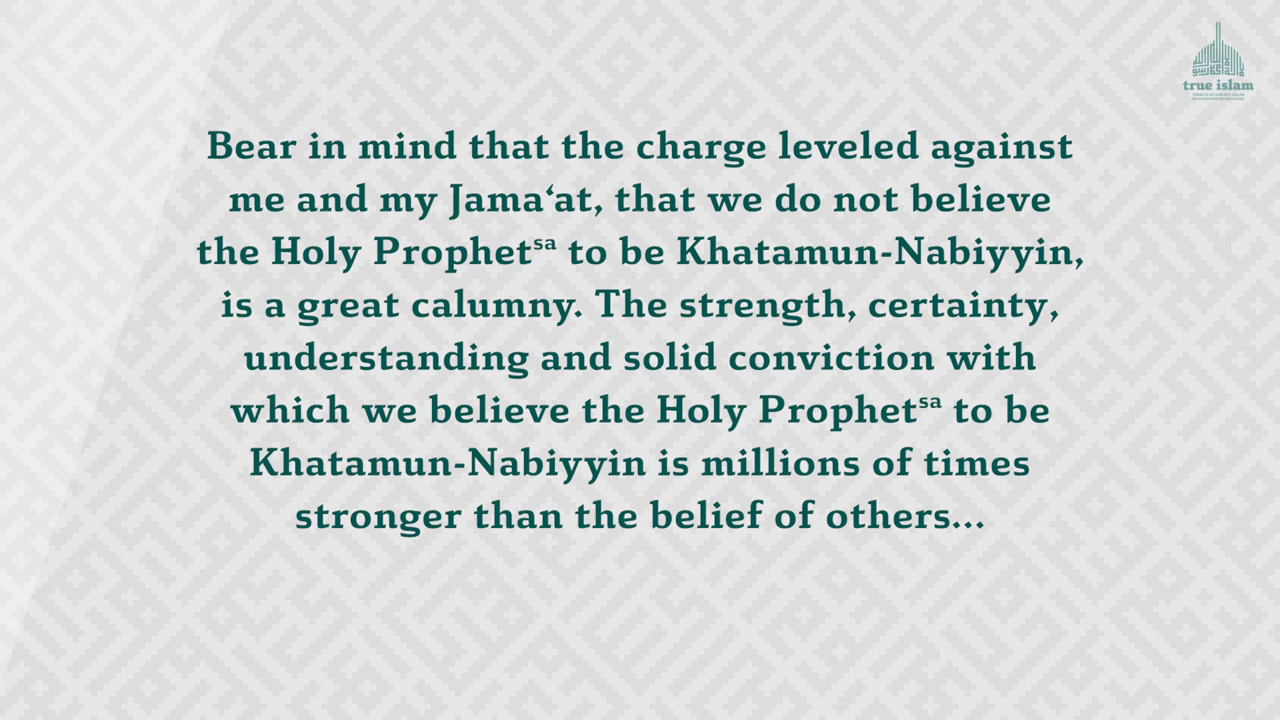 Bear in mind that the charge leveled against
me and my Jama‘at, that we do not believe
the Holy Prophetˢᵃ to be Khatamun-Nabiyyin,
is a great calumny. The strength, certainty,
understanding and solid conviction with
which we believe the Holy Prophetˢᵃ to be
Khatamun-Nabiyyin is millions of times
stronger than the belief of others...
true islam